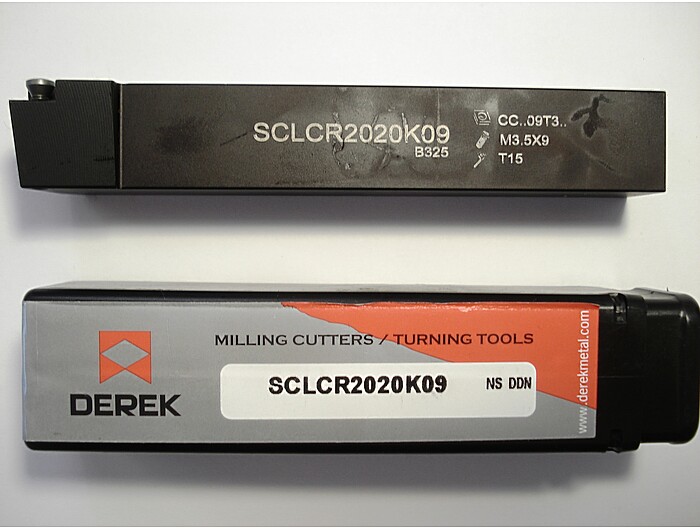 SCLCR2020K09
B325
CC..09T3..
M3.5X9
T15
MILLING CUTTERS / TURNING TOOLS
SCLCR2020K09 NS DDN
DEREK
www.derekmetal.com